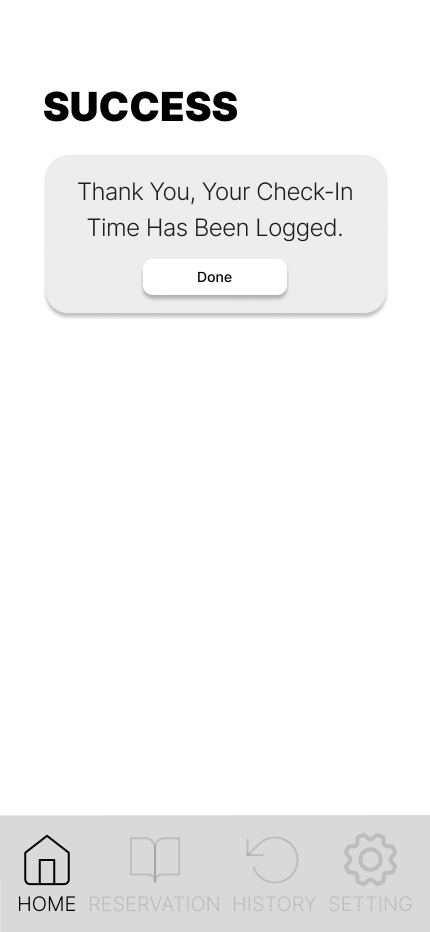 SUCCESS
Thank You, Your Check-In
Time Has Been Logged.
Done
HOME RESERVATION HISTORY SETTING